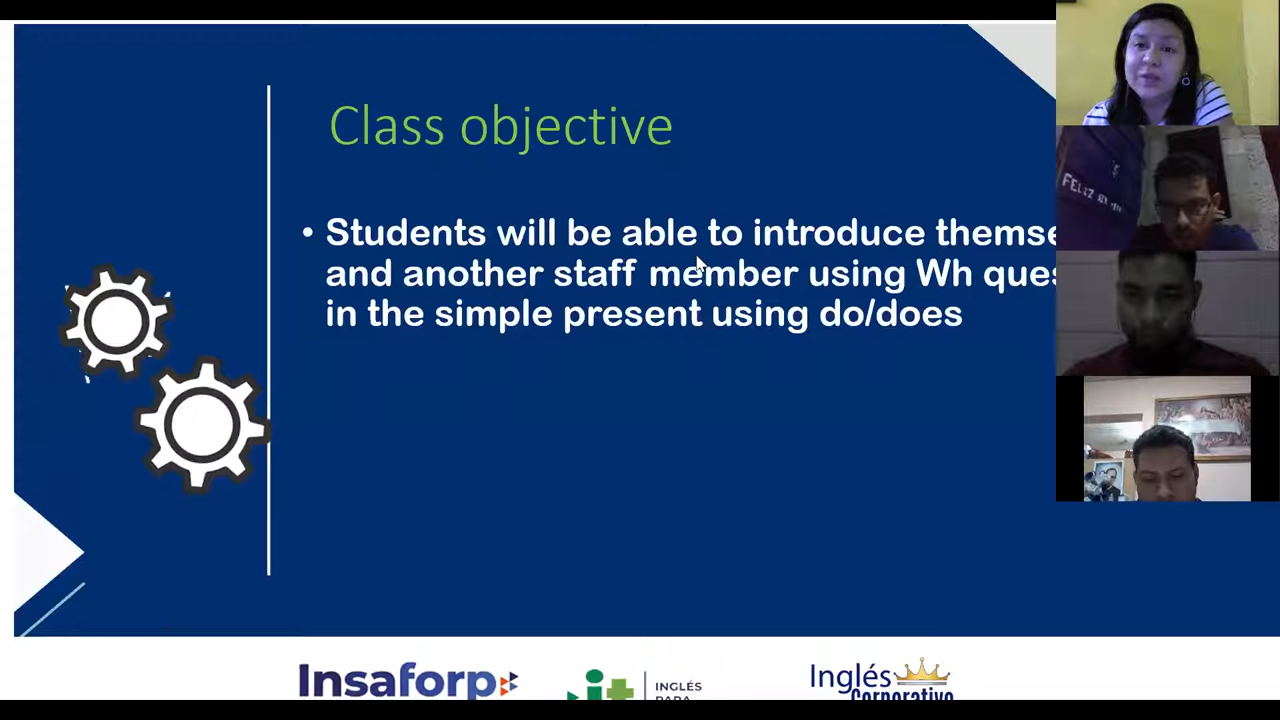 Class objective
• Students will be able to introduce themse
and another staff member using Wh ques
in the simple present using do/does
FELIZ
Insaforp
INGLÉS
PARA
Inglés
Corporativo